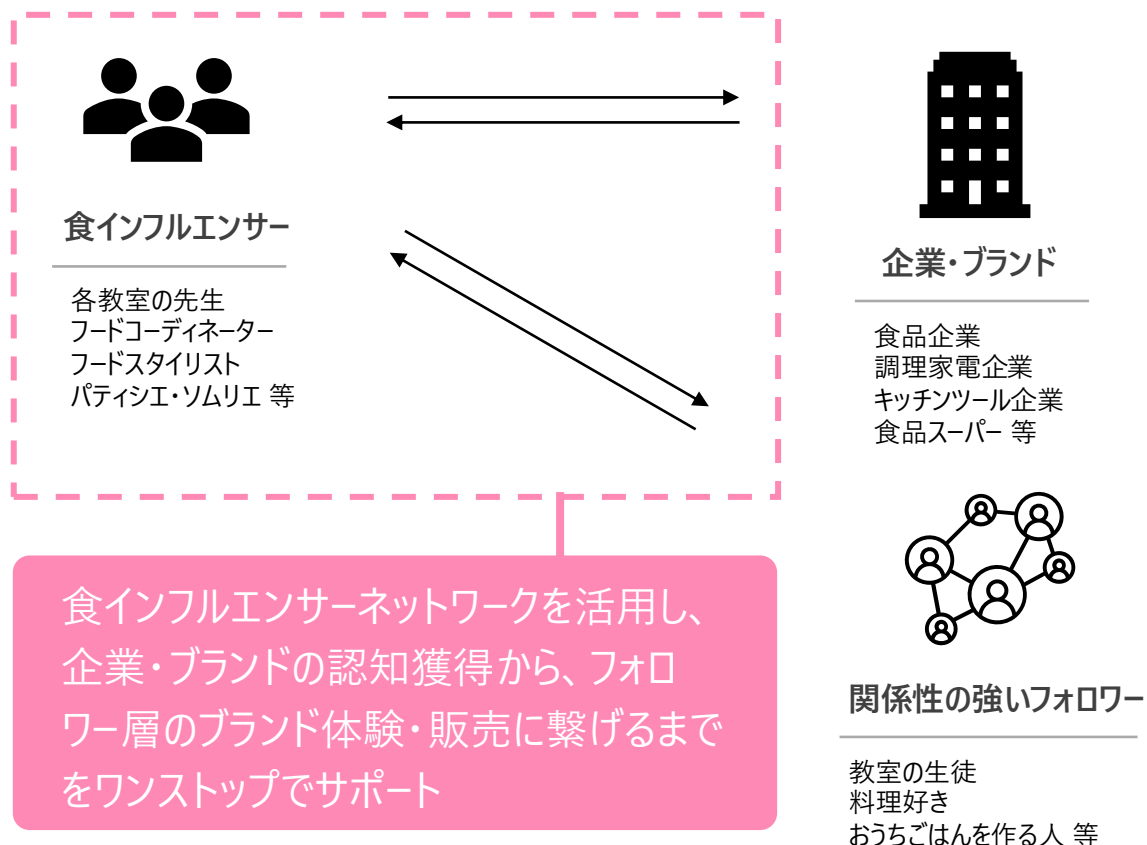 食インフルエンサー
各教室の先生
フードコーディネーター
フードスタイリスト
パティシエ・ソムリエ 等
企業・ブランド
食品企業
調理家電企業
キッチンツール企業
食品スーパー 等
関係性の強いフォロワー
教室の生徒
料理好き
おうちごはんを作る人 等
食インフルエンサーネットワークを活用し、
企業・ブランドの認知獲得から、フォロ
ワー層のブランド体験・販売に繋げるまで
をワンストップでサポート